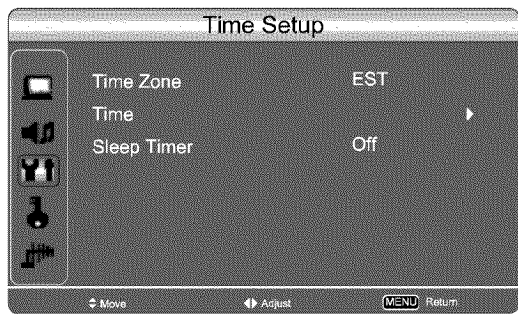 Time Setup
Time Zone EST
Time
Sleep Timer Off
Move Adjust MENU Return